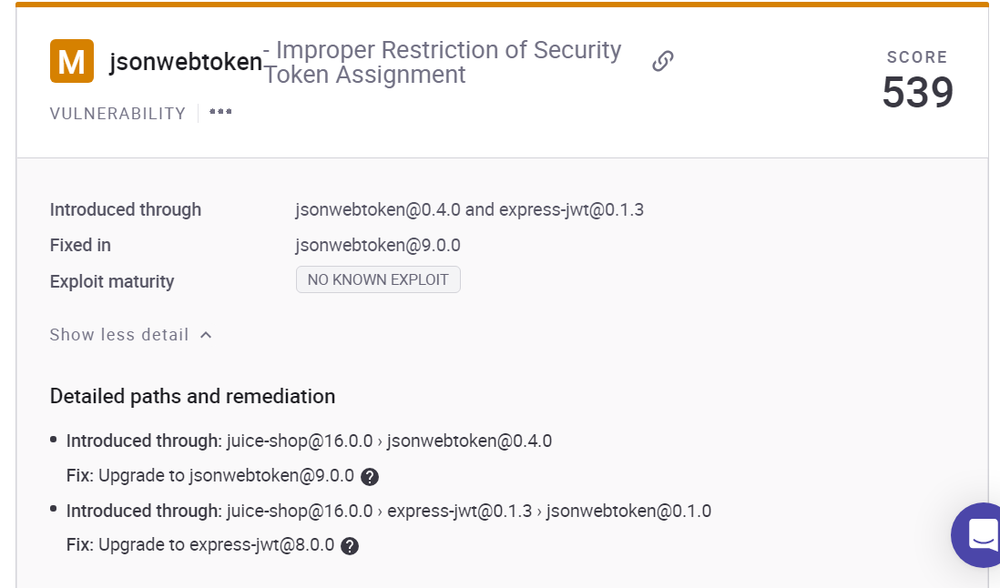 M jsonwebtoken - Improper Restriction of Security
Token Assignment
SCORE
539
VULNERABILITY
Introduced through jsonwebtoken@0.4.0 and express-jwt@0.1.3
Fixed in jsonwebtoken@9.0.0
Exploit maturity NO KNOWN EXPLOIT
Show less detail
Detailed paths and remediation
• Introduced through: juice-shop@16.0.0 › jsonwebtoken@0.4.0
Fix: Upgrade to jsonwebtoken@9.0.0 ?
• Introduced through: juice-shop@16.0.0 › express-jwt@0.1.3 › jsonwebtoken@0.1.0
Fix: Upgrade to express-jwt@8.0.0 ?